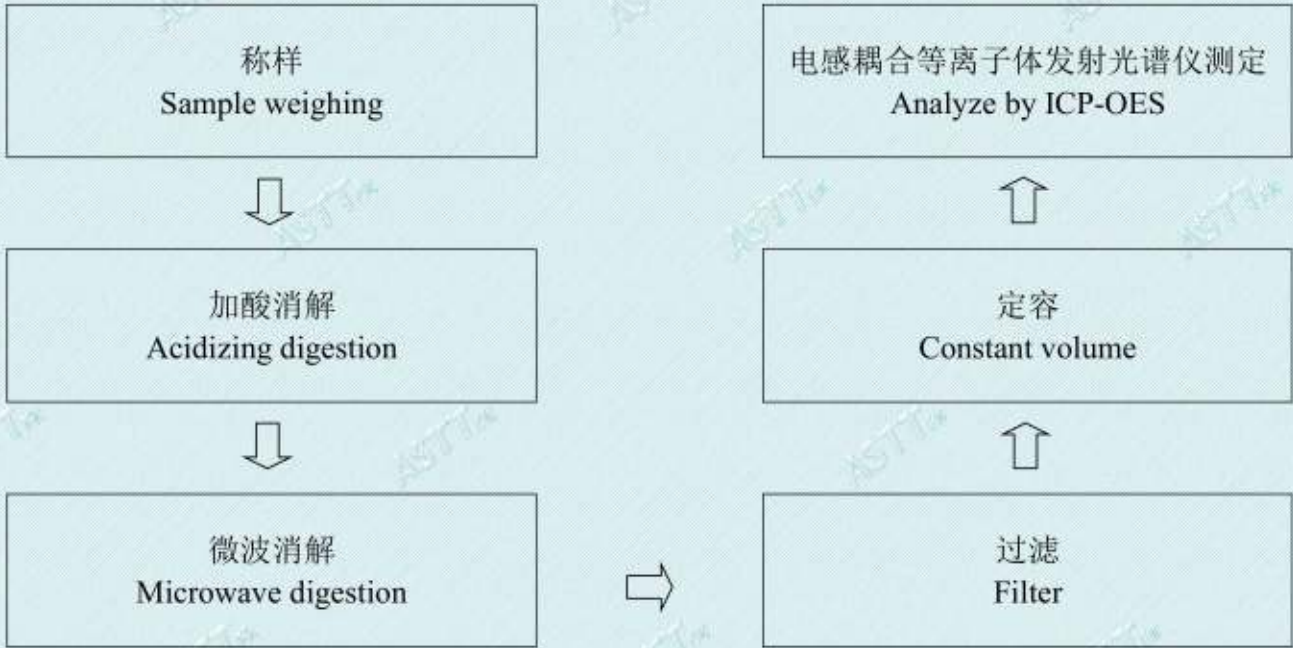 称样
Sample weighing
加酸消解
Acidizing digestion
微波消解
Microwave digestion
过滤
Filter
定容
Constant volume
电感耦合等离子体发射光谱仪测定
Analyze by ICP-OES